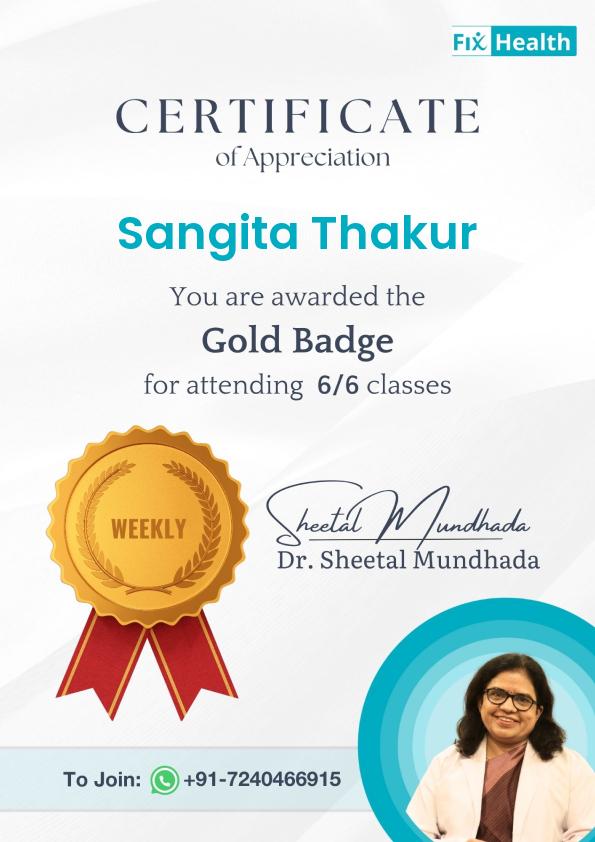 Fix Health
CERTIFICATE
of Appreciation
Sangita Thakur
You are awarded the
Gold Badge
for attending 6/6 classes
WEEKLY
Sheetal Mundhada
Dr. Sheetal Mundhada
To Join: +91-7240466915